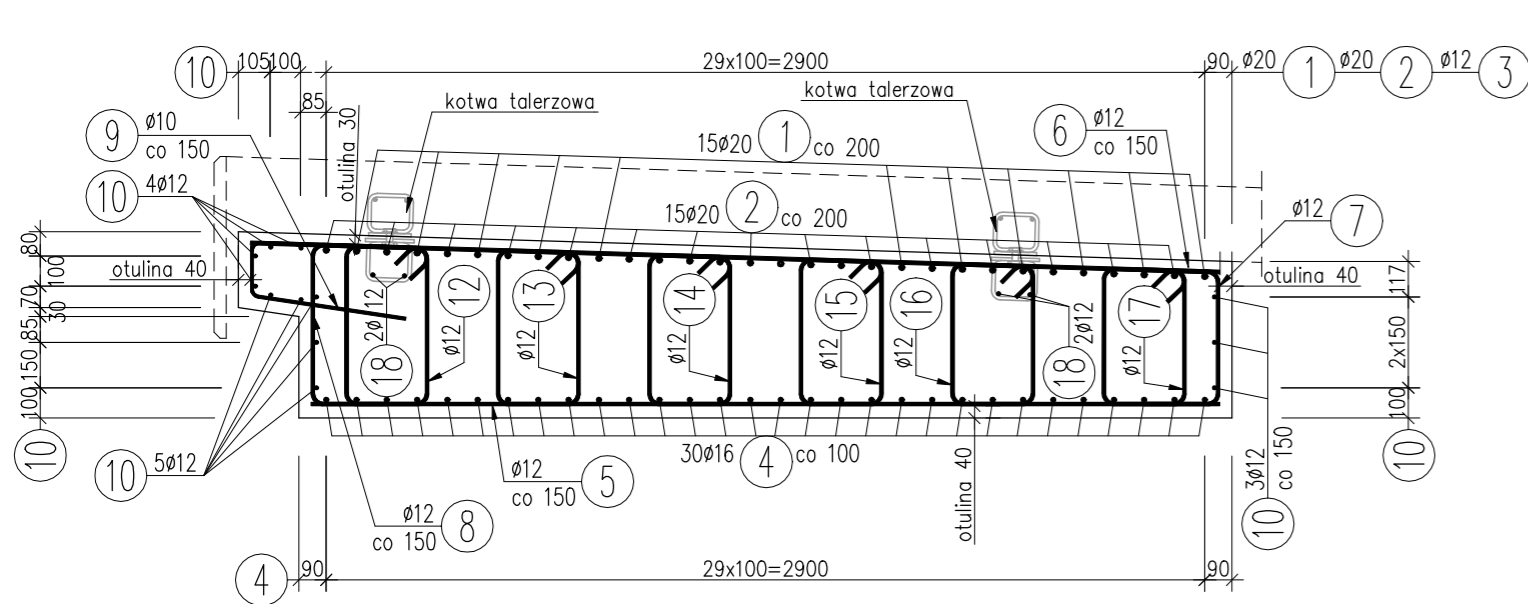 10
105
100
29x100=2900
90
ø20
1
ø20
2
ø12
3
85
kotwa talerzowa
kotwa talerzowa
9
ø10
co 150
otulina 30
15ø20
1
co 200
6
ø12
co 150
10
4ø12
15ø20
2
co 200
ø12
7
80
100
70
30
85
150
100
10
otulina 40
otulina 40
2ø12
18
12
ø12
13
ø12
14
ø12
15
ø12
16
ø12
18
2ø12
17
ø12
117
2x150
100
10
10
5ø12
ø12
co 150
5
30ø16
4
co 100
otulina 40
3ø12
co 150
10
ø12
co 150
8
4
90
29x100=2900
90